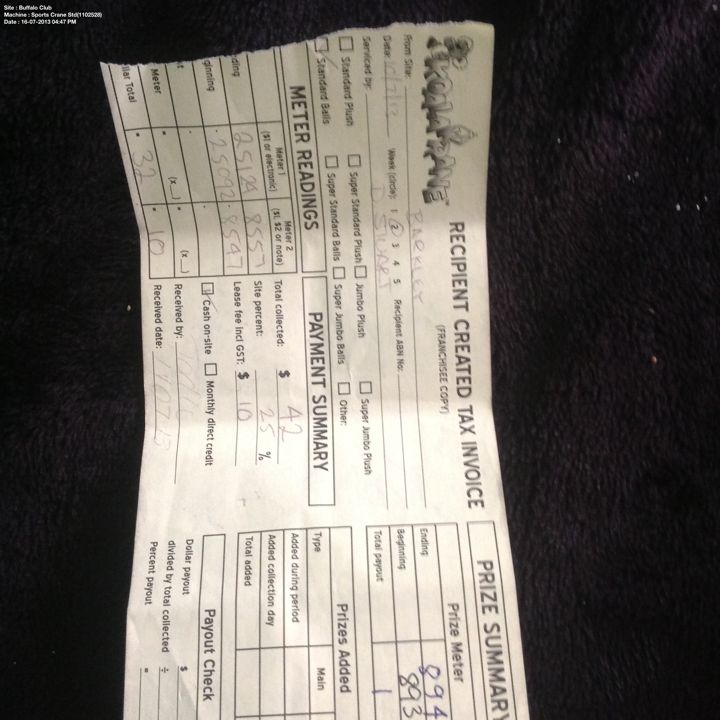 Site : Buffalo Club
Machine : Sports Crane Std(1102528)
Date : 16-07-2013 04:47 PM
RECIPIENT CREATED TAX INVOICE
(FRANCHISEE COPY)
From Site:
Date: Week (circle): 1 2 3 4 5 Recipient ABN No:
Serviced by: D SWART
Standard Plush Super Standard Plush Jumbo Plush Super Jumbo Plush
Standard Balls Super Standard Balls Super Jumbo Balls Other:
METER READINGS
Meter 1 Meter 2
($1 or electronic) ($1, $2 or note)
ding 25124 8557
ginning 25092 8547
Meter (x ) (x )
llar Total 32 10
PAYMENT SUMMARY
Total collected: $ 42
Site percent: 25 %
Lease fee incl GST: $ 10
Cash on-site Monthly direct credit
Received by:
Received date:
PRIZE SUMMARY
Prize Meter
Ending 894
Beginning 893
Total payout 1
Prizes Added
Type Main
Added during period
Added collection day
Total added
Payout Check
Dollar payout $
divided by total collected ÷
Percent payout =